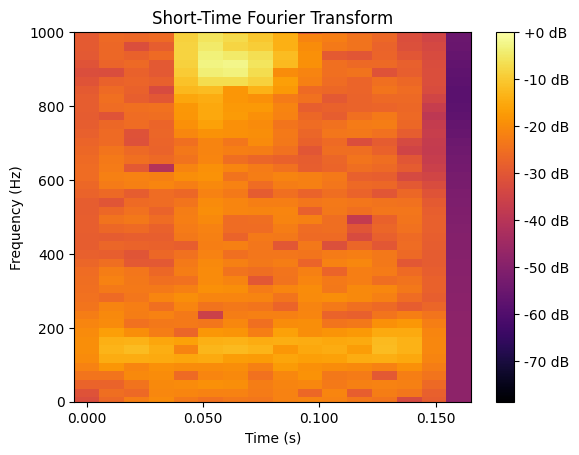 Short-Time Fourier Transform
Frequency (Hz)
1000
800
600
400
200
0
0.000
0.050
0.100
0.150
Time (s)
+0 dB
-10 dB
-20 dB
-30 dB
-40 dB
-50 dB
-60 dB
-70 dB